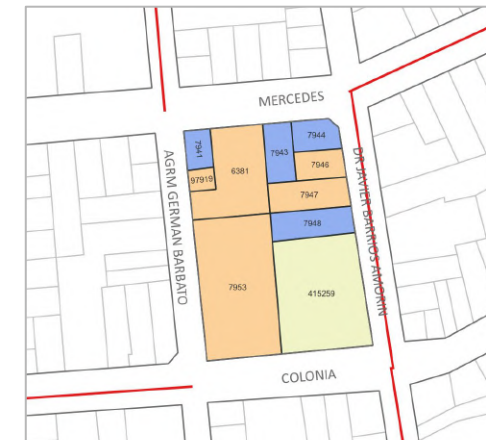 MERCEDES
7944
7941
7943
7946
6381
97919
7947
7948
AGRM GERMAN BARBATO
DR JAVIER BARRIOS AMORIN
7953
415259
COLONIA